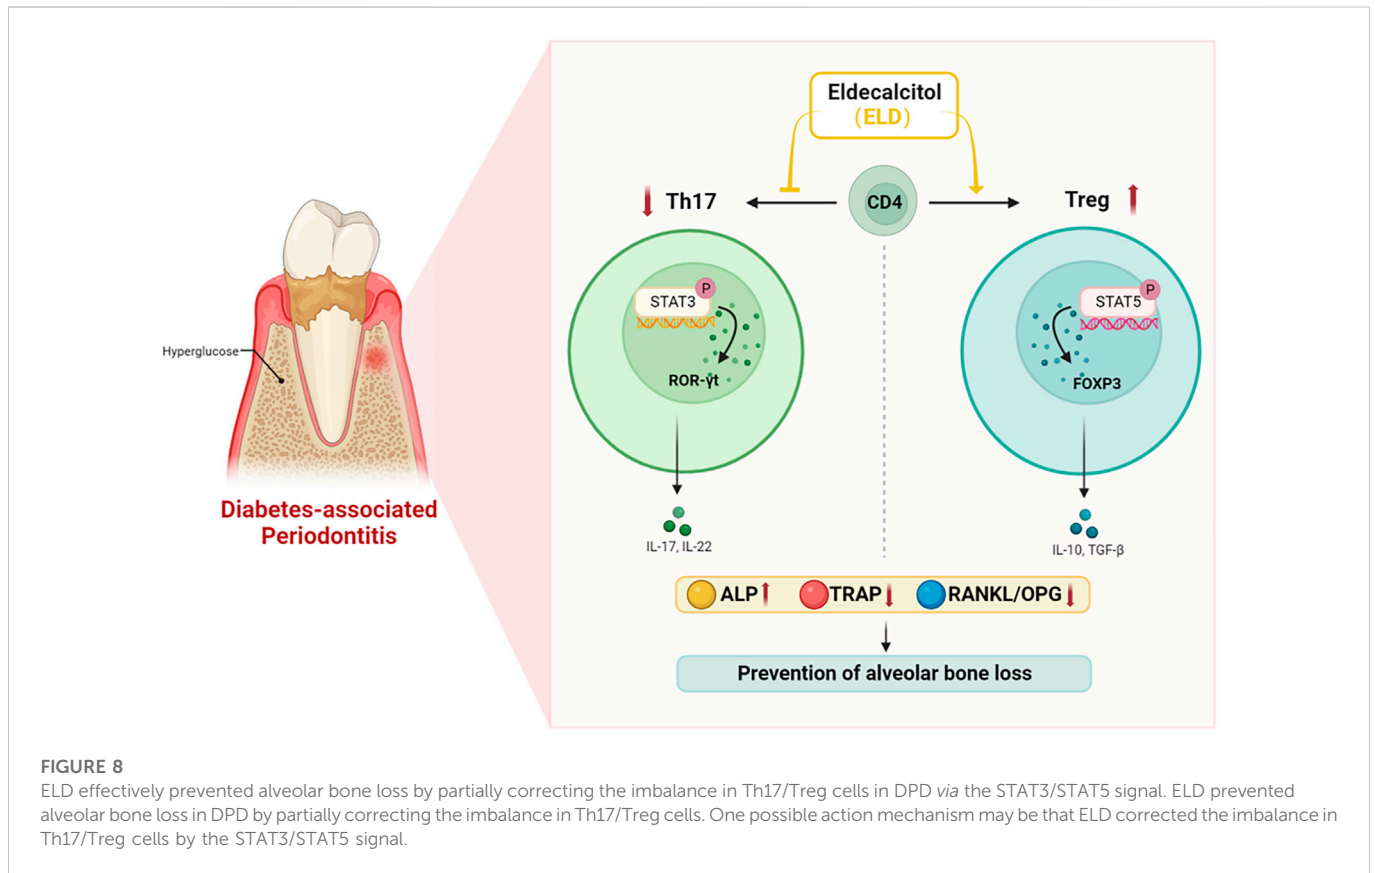 Eldecalcitol
(ELD)
Th17
CD4
Treg
P
STAT3
ROR-γt
P
STAT5
FOXP3
Hyperglucose
Diabetes-associated
Periodontitis
IL-17, IL-22
IL-10, TGF-β
ALP
TRAP
RANKL/OPG
Prevention of alveolar bone loss
FIGURE 8
ELD effectively prevented alveolar bone loss by partially correcting the imbalance in Th17/Treg cells in DPD via the STAT3/STAT5 signal. ELD prevented
alveolar bone loss in DPD by partially correcting the imbalance in Th17/Treg cells. One possible action mechanism may be that ELD corrected the imbalance in
Th17/Treg cells by the STAT3/STAT5 signal.